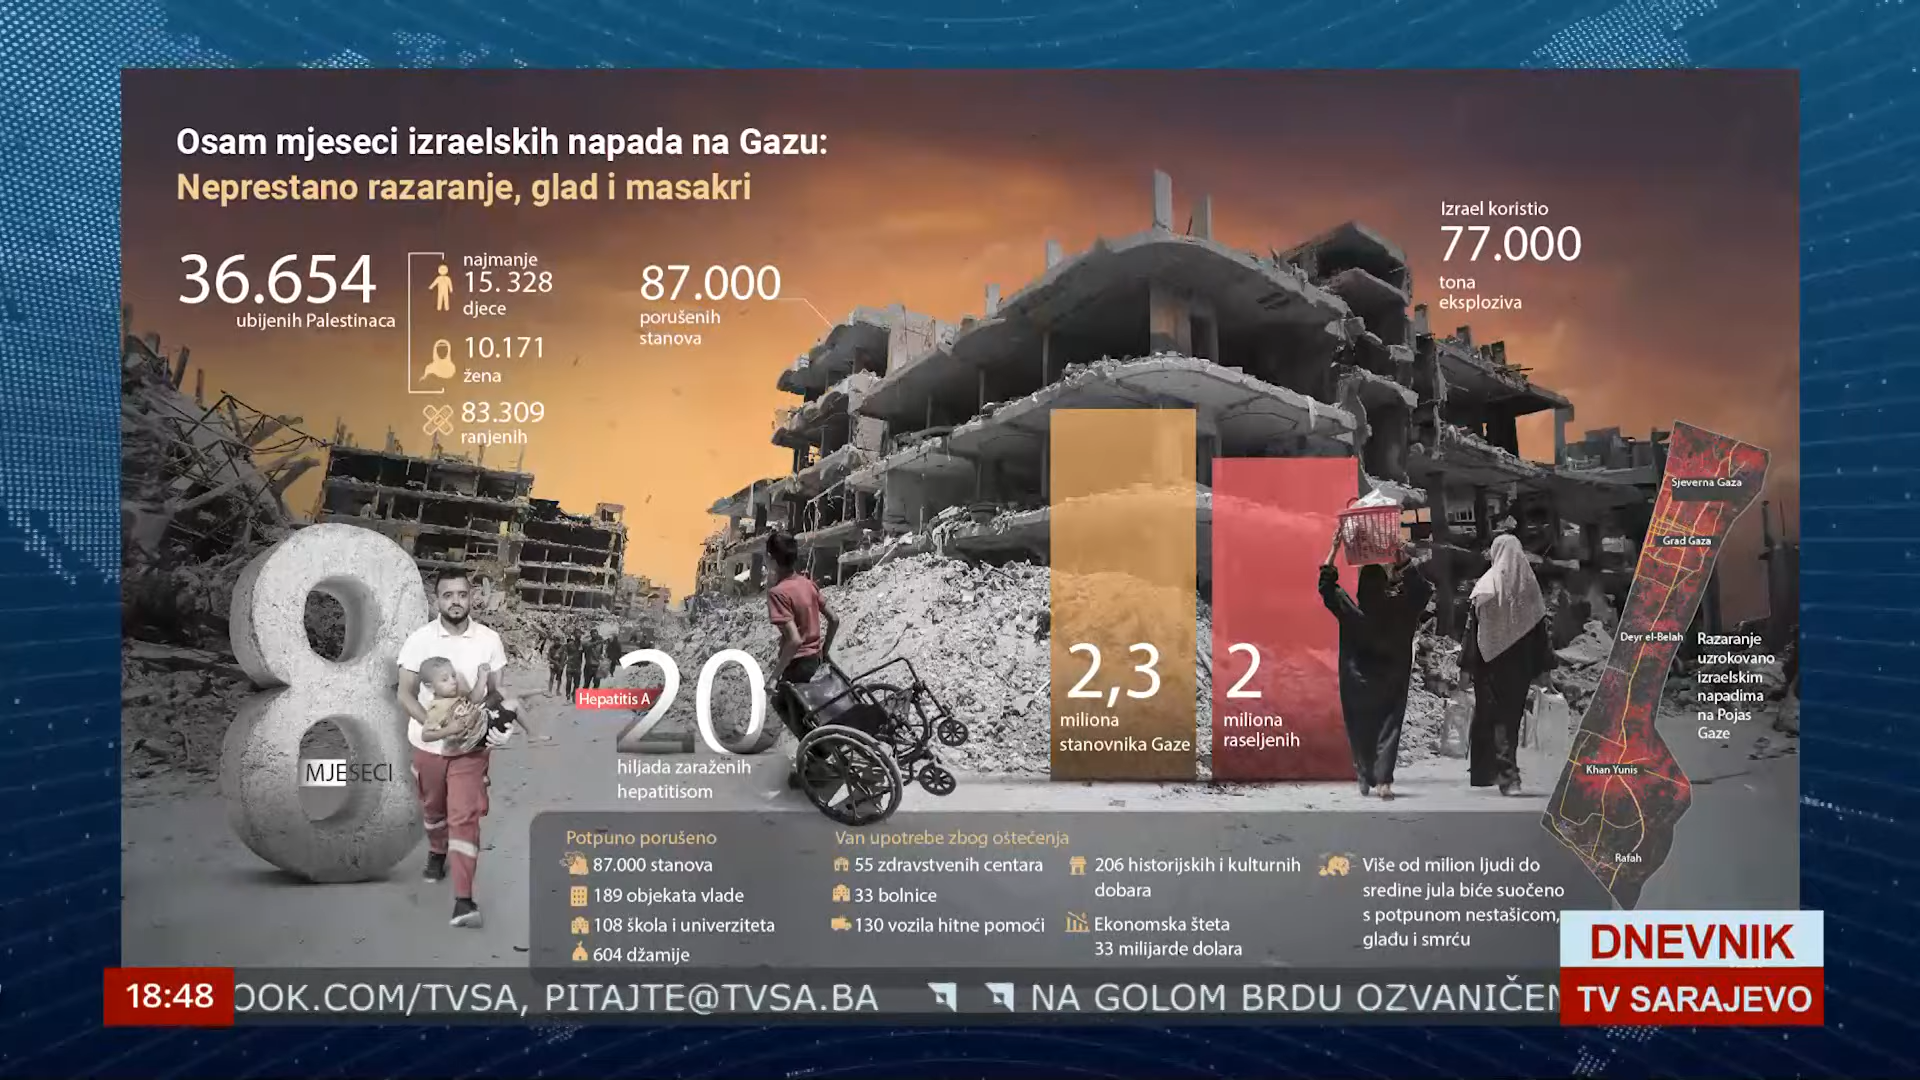 Osam mjeseci izraelskih napada na Gazu:
Neprestano razaranje, glad i masakri
36.654
ubijenih Palestinaca
najmanje
15. 328
djece
10.171
žena
83.309
ranjenih
87.000
porušenih
stanova
Izrael koristio
77.000
tona
eksploziva
8
MJESECI
Hepatitis A
20
hiljada zaraženih
hepatitisom
2,3
miliona
stanovnika Gaze
2
miliona
raseljenih
Sjeverna Gaza
Grad Gaza
Deyr el-Belah
Khan Yunis
Rafah
Razaranje
uzrokovano
izraelskim
napadima
na Pojas
Gaze
Potpuno porušeno
87.000 stanova
189 objekata vlade
108 škola i univerziteta
604 džamije
Van upotrebe zbog oštećenja
55 zdravstvenih centara
33 bolnice
130 vozila hitne pomoći
206 historijskih i kulturnih
dobara
Ekonomska šteta
33 milijarde dolara
Više od milion ljudi do
sredine jula biće suočeno
s potpunom nestašicom,
glađu i smrću
DNEVNIK
TV SARAJEVO
18:48
OOK.COM/TVSA, PITAJTE@TVSA.BA NA GOLOM BRDU OZVANIČEN